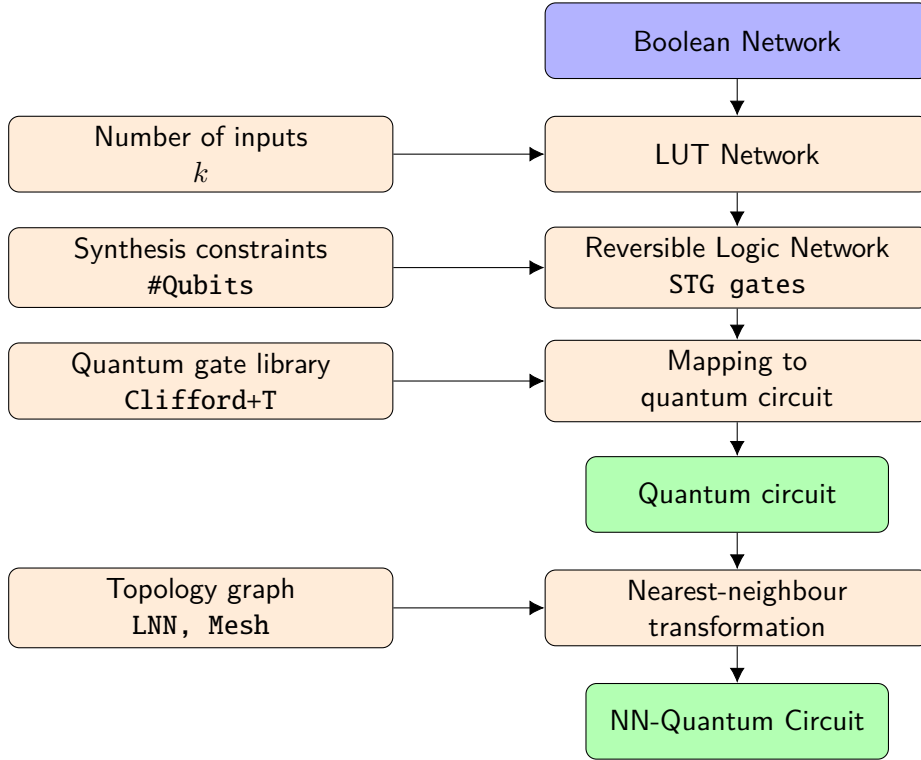 Boolean Network
Number of inputs
k
LUT Network
Synthesis constraints
#Qubits
Reversible Logic Network
STG gates
Quantum gate library
Clifford+T
Mapping to
quantum circuit
Quantum circuit
Topology graph
LNN, Mesh
Nearest-neighbour
transformation
NN-Quantum Circuit